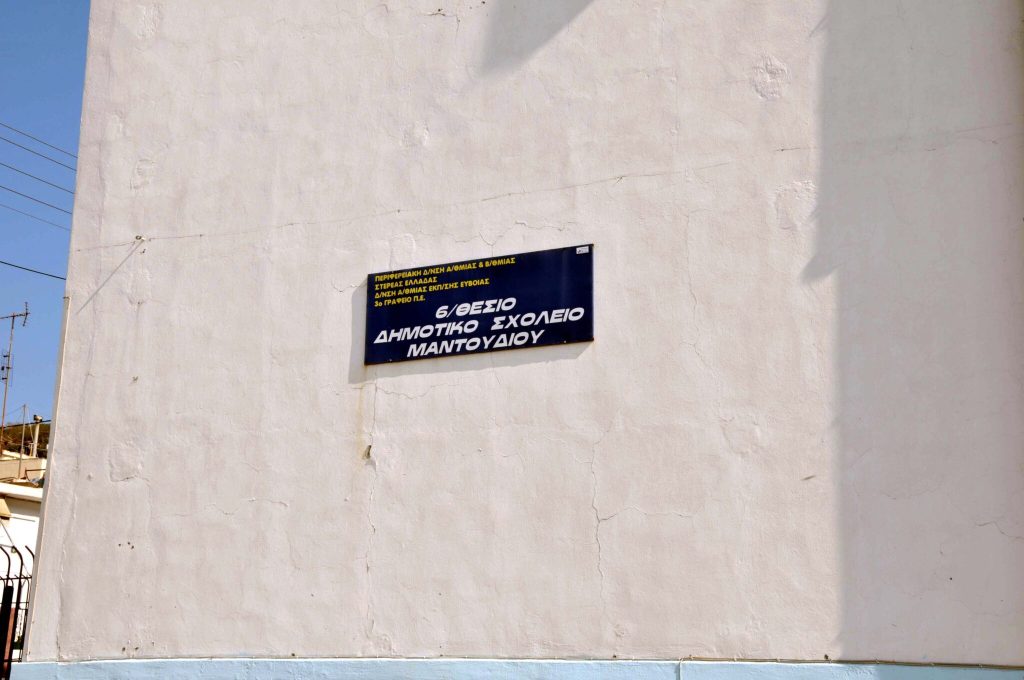 ΠΕΡΙΦΕΡΕΙΑΚΗ Δ/ΝΣΗ Α/ΘΜΙΑΣ & Β/ΘΜΙΑΣ
ΣΤΕΡΕΑΣ ΕΛΛΑΔΑΣ
Δ/ΝΣΗ Α/ΘΜΙΑΣ ΕΚΠ/ΣΗΣ ΕΥΒΟΙΑΣ
3ο ΓΡΑΦΕΙΟ Π.Ε.
6/ΘΕΣΙΟ
ΔΗΜΟΤΙΚΟ ΣΧΟΛΕΙΟ
ΜΑΝΤΟΥΔΙΟΥ